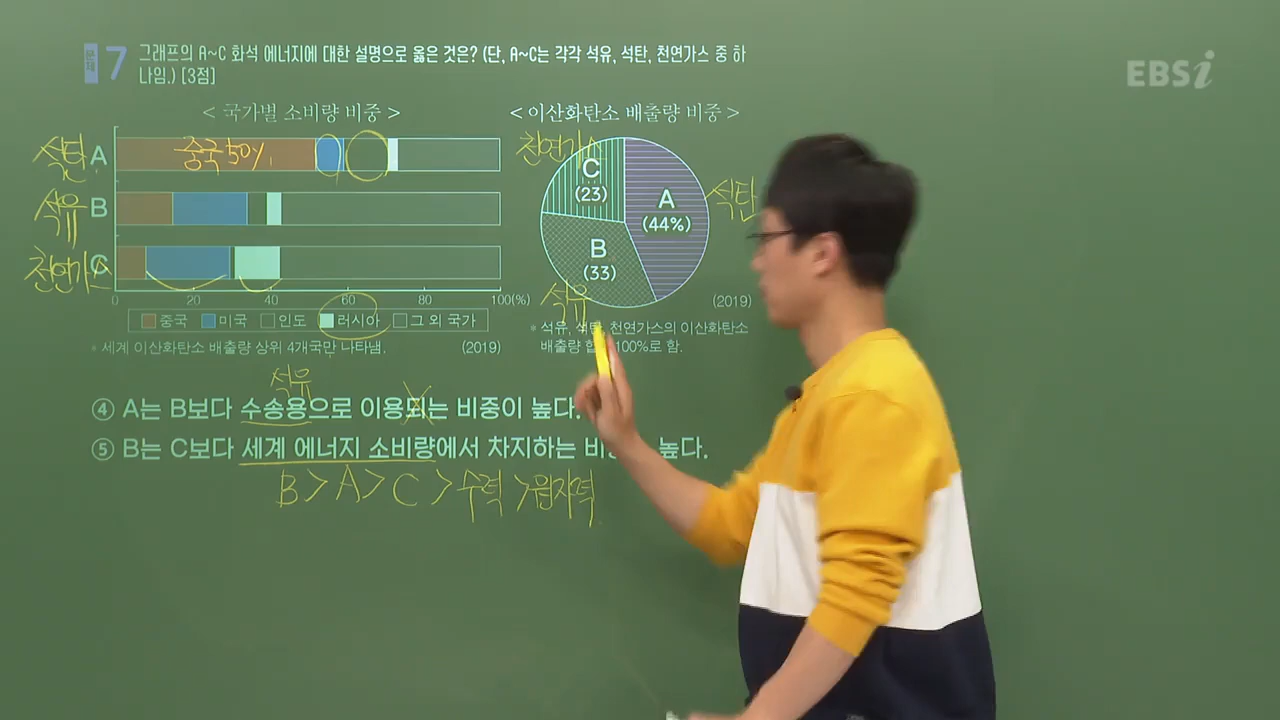 문제 7 그래프의 A~C 화석 에너지에 대한 설명으로 옳은 것은? (단, A~C는 각각 석유, 석탄, 천연가스 중 하
나임.) [3점]
EBSi
< 국가별 소비량 비중 >
석탄 A 중국 50%
석유 B
천연가스 C
0 20 40 60 80 100(%)
중국 미국 인도 러시아 그 외 국가
• 세계 이산화탄소 배출량 상위 4개국만 나타냄. (2019)
< 이산화탄소 배출량 비중 >
천연가스
C
(23)
A
(44%)
석탄
B
(33)
석유
(2019)
• 석유, 석탄, 천연가스의 이산화탄소
배출량 합 100%로 함.
석유
④ A는 B보다 수송용으로 이용되는 비중이 높다.
⑤ B는 C보다 세계 에너지 소비량에서 차지하는 높다.
B > A > C > 수력 > 원자력